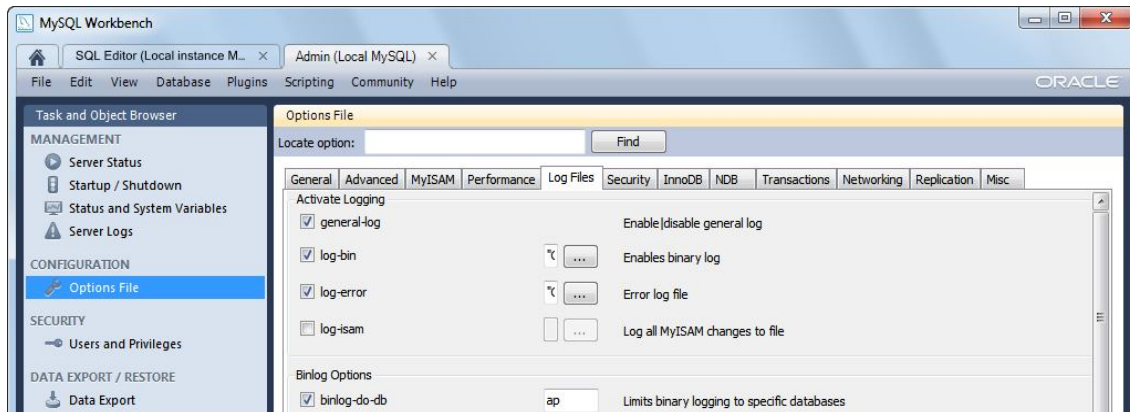 MySQL Workbench
SQL Editor (Local instance M... Admin (Local MySQL)
File Edit View Database Plugins Scripting Community Help ORACLE
Task and Object Browser
MANAGEMENT
Server Status
Startup / Shutdown
Status and System Variables
Server Logs
CONFIGURATION
Options File
SECURITY
Users and Privileges
DATA EXPORT / RESTORE
Data Export
Options File
Locate option: Find
General Advanced MyISAM Performance Log Files Security InnoDB NDB Transactions Networking Replication Misc
Activate Logging
general-log Enable|disable general log
log-bin "C ... Enables binary log
log-error "C ... Error log file
log-isam ... Log all MyISAM changes to file
Binlog Options
binlog-do-db ap Limits binary logging to specific databases